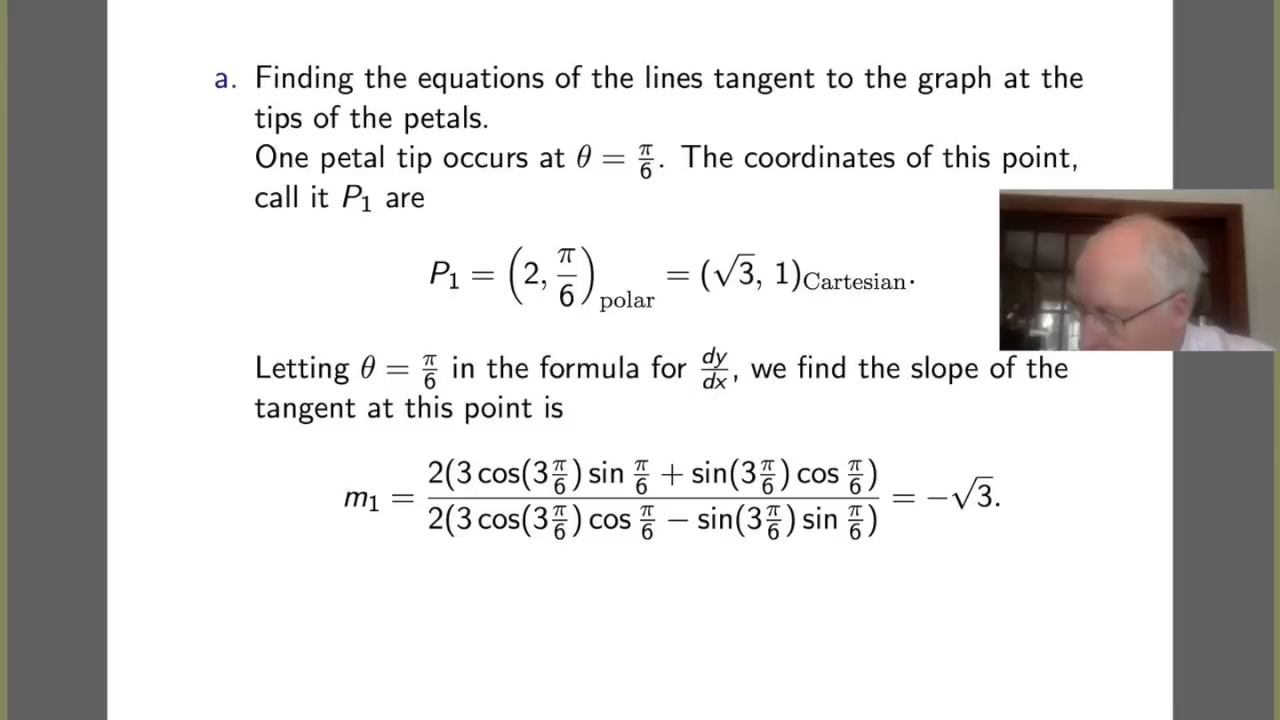 a. Finding the equations of the lines tangent to the graph at the
tips of the petals.
One petal tip occurs at θ = π/6. The coordinates of this point,
call it P₁ are
P₁ = (2, π/6)polar = (√3, 1)Cartesian.
Letting θ = π/6 in the formula for dy/dx, we find the slope of the
tangent at this point is
m₁ = 2(3 cos(3π/6) sin π/6 + sin(3π/6) cos π/6) / 2(3 cos(3π/6) cos π/6 − sin(3π/6) sin π/6) = −√3.